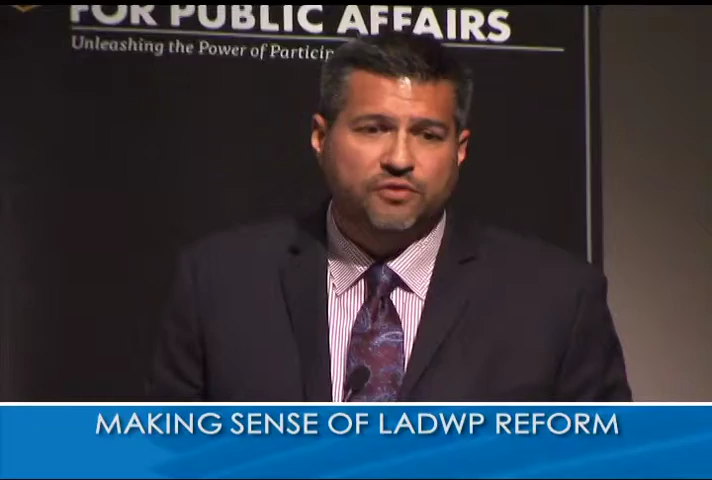 FOR PUBLIC AFFAIRS
Unleashing the Power of
MAKING SENSE OF LADWP REFORM